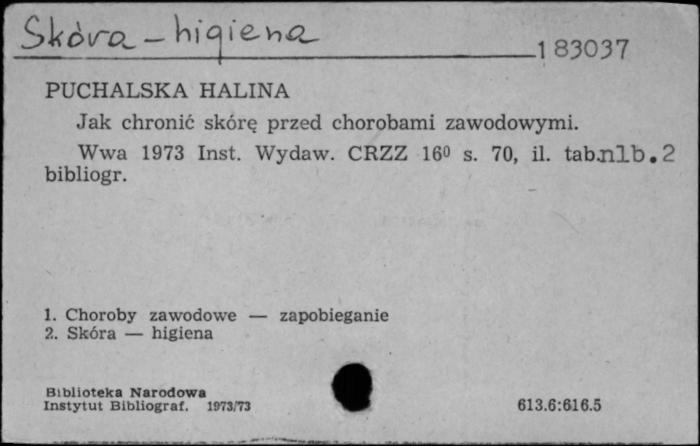 Skóra – higiena
183037
PUCHALSKA HALINA
Jak chronić skórę przed chorobami zawodowymi.
Wwa 1973 Inst. Wydaw. CRZZ 16⁰ s. 70, il. tab.nlb.2
bibliogr.
1. Choroby zawodowe — zapobieganie
2. Skóra — higiena
Biblioteka Narodowa
Instytut Bibliograf. 1973/73
613.6:616.5